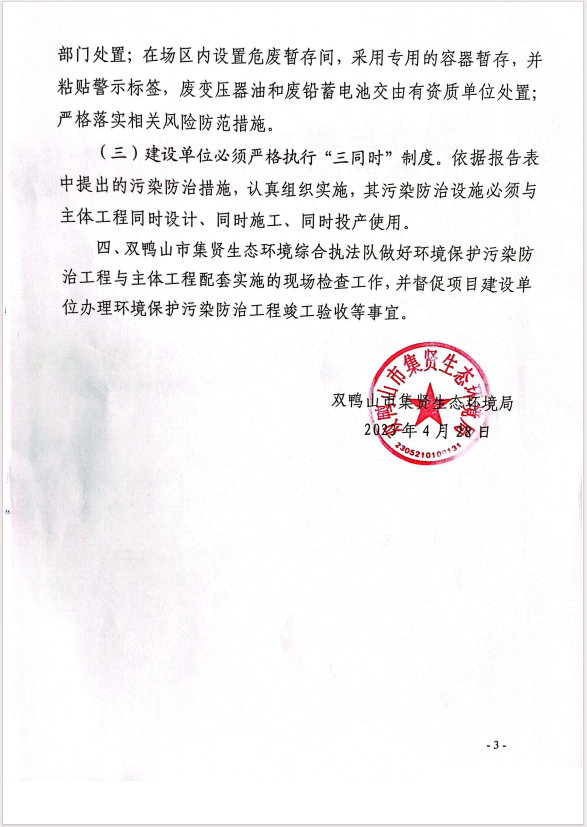 部门处置；在场区内设置危废暂存间，采用专用的容器暂存，并
粘贴警示标签，废变压器油和废铅蓄电池交由有资质单位处置；
严格落实相关风险防范措施。
（三）建设单位必须严格执行“三同时”制度。依据报告表
中提出的污染防治措施，认真组织实施，其污染防治设施必须与
主体工程同时设计、同时施工、同时投产使用。
四、双鸭山市集贤生态环境综合执法队做好环境保护污染防
治工程与主体工程配套实施的现场检查工作，并督促项目建设单
位办理环境保护污染防治工程竣工验收等事宜。
双鸭山市集贤生态环境局
双鸭山市集贤生态环境局
年4月28日
2305210100131
-3-